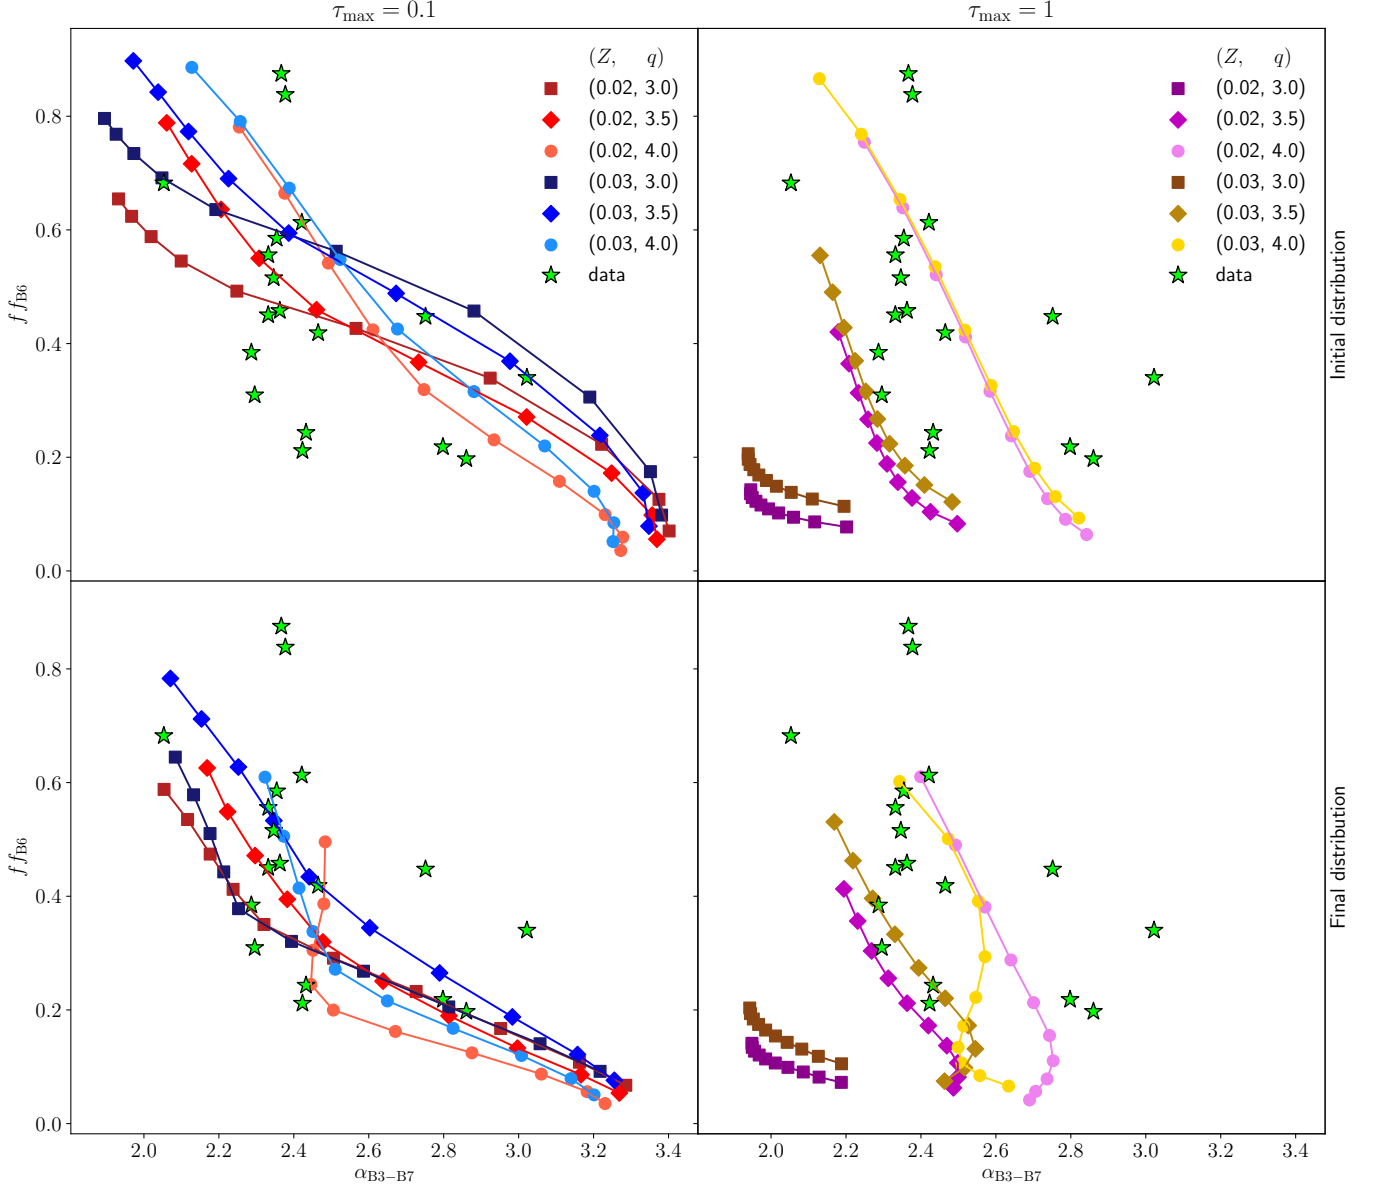 τmax = 0.1
τmax = 1
(Z, q)
(0.02, 3.0)
(0.02, 3.5)
(0.02, 4.0)
(0.03, 3.0)
(0.03, 3.5)
(0.03, 4.0)
data
(Z, q)
(0.02, 3.0)
(0.02, 3.5)
(0.02, 4.0)
(0.03, 3.0)
(0.03, 3.5)
(0.03, 4.0)
data
0.8
0.6
0.4
0.2
0.0
f fB6
Initial distribution
0.8
0.6
0.4
0.2
0.0
f fB6
Final distribution
2.0 2.2 2.4 2.6 2.8 3.0 3.2 3.4
2.0 2.2 2.4 2.6 2.8 3.0 3.2 3.4
αB3−B7
αB3−B7